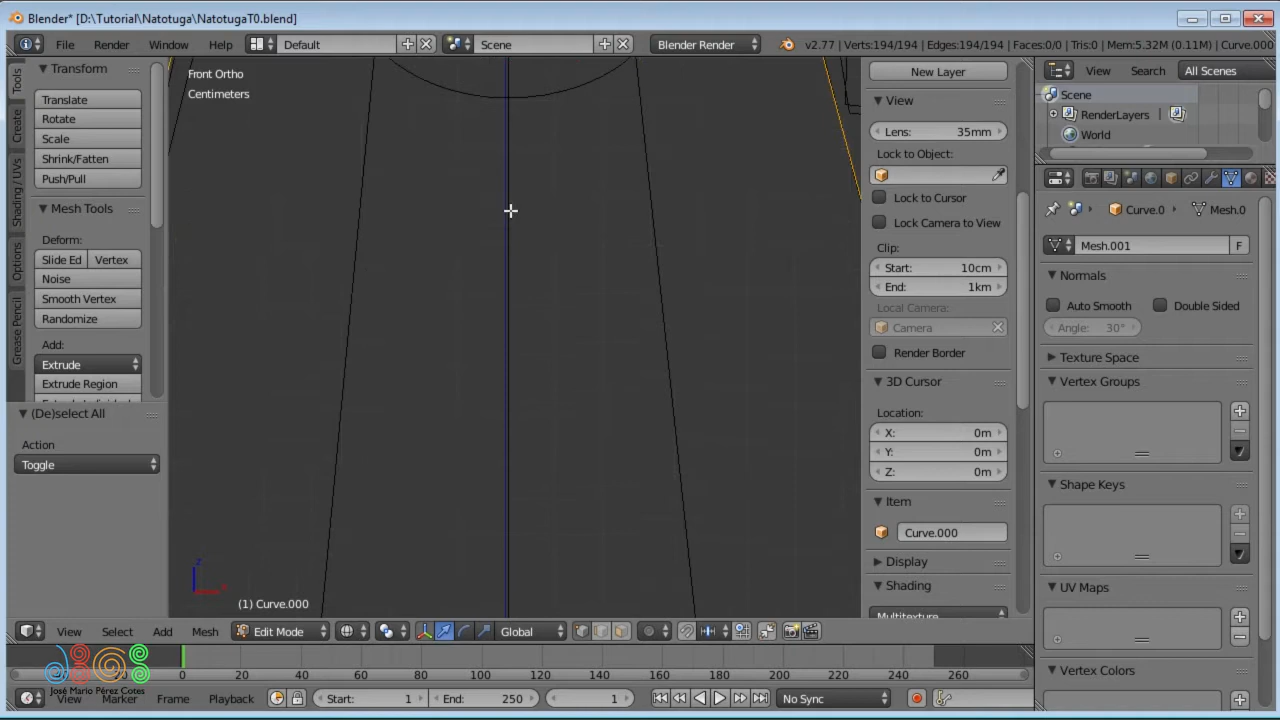 Blender* [D:\Tutorial\Natotuga\NatotugaT0.blend]
File Render Window Help Default Scene Blender Render v2.77 | Verts:194/194 | Edges:194/194 | Faces:0/0 | Tris:0 | Mem:5.32M (0.11M) | Curve.000
Tools
Create
Shading / UVs
Options
Grease Pencil
Transform
Translate
Rotate
Scale
Shrink/Fatten
Push/Pull
Mesh Tools
Deform:
Slide Ed Vertex
Noise
Smooth Vertex
Randomize
Add:
Extrude
Extrude Region
(De)select All
Action
Toggle
Front Ortho
Centimeters
z
(1) Curve.000
New Layer
View
Lens: 35mm
Lock to Object:
Lock to Cursor
Lock Camera to View
Clip:
Start: 10cm
End: 1km
Local Camera:
Camera
Render Border
3D Cursor
Location:
X: 0m
Y: 0m
Z: 0m
Item
Curve.000
Display
Shading
Multitexture
View Search All Scenes
Scene
RenderLayers
World
Curve.0 Mesh.0
Mesh.001 F
Normals
Auto Smooth Double Sided
Angle: 30°
Texture Space
Vertex Groups
Shape Keys
UV Maps
Vertex Colors
View Select Add Mesh Edit Mode Global
0 20 40 60 80 100 120 140 160 180 200 220 240 260
José Mario Pérez Cotes
View Marker Frame Playback Start: 1 End: 250 1 No Sync